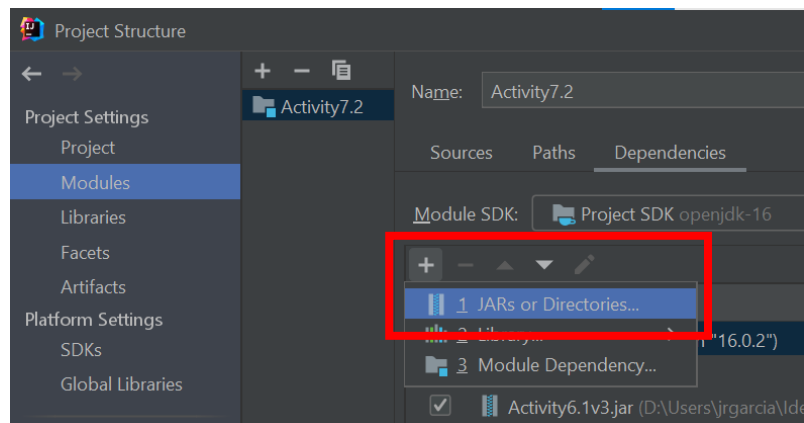 Project Structure
Project Settings
Project
Modules
Libraries
Facets
Artifacts
Platform Settings
SDKs
Global Libraries
Activity7.2
Name: Activity7.2
Sources Paths Dependencies
Module SDK: Project SDK openjdk-16
1 JARs or Directories...
2 Library...
"16.0.2")
3 Module Dependency...
Activity6.1v3.jar (D:\Users\jrgarcia\Ide